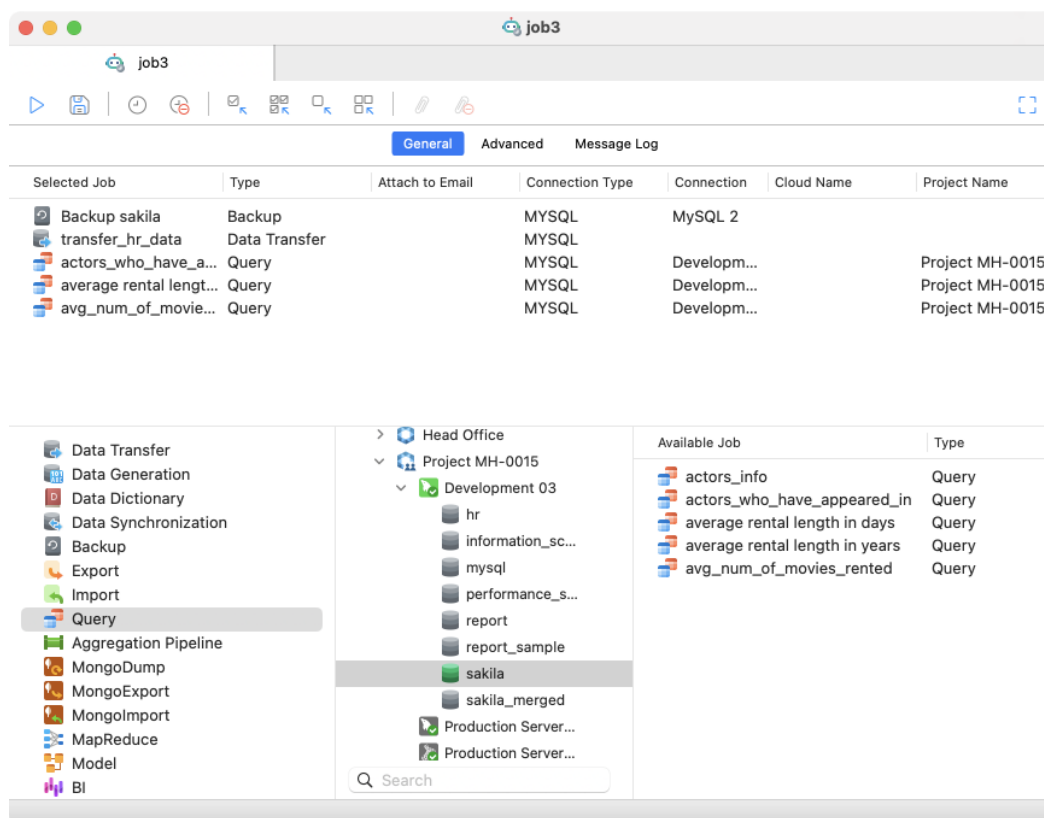 job3
job3
General Advanced Message Log
Selected Job Type Attach to Email Connection Type Connection Cloud Name Project Name
Backup sakila Backup MYSQL MySQL 2
transfer_hr_data Data Transfer MYSQL
actors_who_have_a... Query MYSQL Developm... Project MH-0015
average rental lengt... Query MYSQL Developm... Project MH-0015
avg_num_of_movie... Query MYSQL Developm... Project MH-0015
Data Transfer
Data Generation
Data Dictionary
Data Synchronization
Backup
Export
Import
Query
Aggregation Pipeline
MongoDump
MongoExport
MongoImport
MapReduce
Model
BI
Head Office
Project MH-0015
Development 03
hr
information_sc...
mysql
performance_s...
report
report_sample
sakila
sakila_merged
Production Server...
Production Server...
Search
Available Job Type
actors_info Query
actors_who_have_appeared_in Query
average rental length in days Query
average rental length in years Query
avg_num_of_movies_rented Query